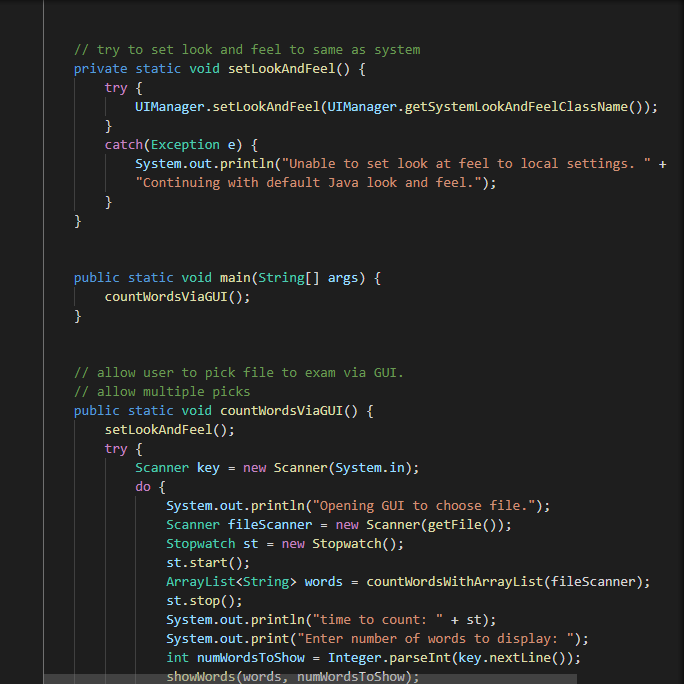 // try to set look and feel to same as system
private static void setLookAndFeel() {
try {
UIManager.setLookAndFeel(UIManager.getSystemLookAndFeelClassName());
}
catch(Exception e) {
System.out.println("Unable to set look at feel to local settings. " +
"Continuing with default Java look and feel.");
}
}
public static void main(String[] args) {
countWordsViaGUI();
}
// allow user to pick file to exam via GUI.
// allow multiple picks
public static void countWordsViaGUI() {
setLookAndFeel();
try {
Scanner key = new Scanner(System.in);
do {
System.out.println("Opening GUI to choose file.");
Scanner fileScanner = new Scanner(getFile());
Stopwatch st = new Stopwatch();
st.start();
ArrayList<String> words = countWordsWithArrayList(fileScanner);
st.stop();
System.out.println("time to count: " + st);
System.out.print("Enter number of words to display: ");
int numWordsToShow = Integer.parseInt(key.nextLine());
showWords(words, numWordsToShow);